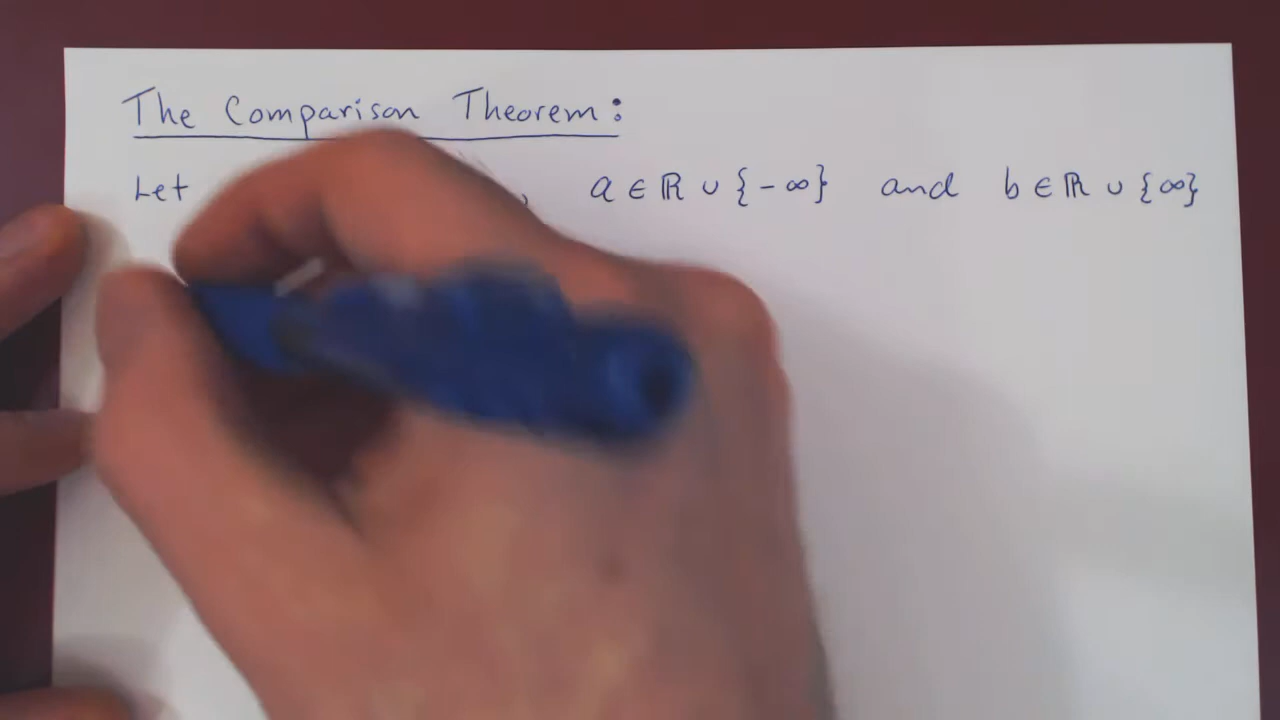 The Comparison Theorem:
Let , a ∈ ℝ ∪ {-∞} and b ∈ ℝ ∪ {∞}